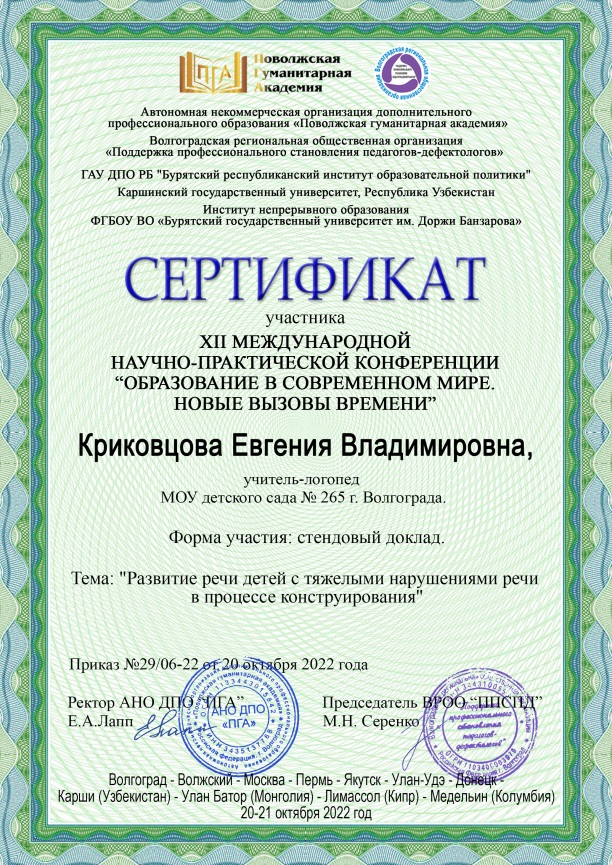 ПГА
Поволжская
Гуманитарная
Академия
Автономная некоммерческая организация дополнительного
профессионального образования «Поволжская гуманитарная академия»
Волгоградская региональная общественная организация
«Поддержка профессионального становления педагогов-дефектологов»
ГАУ ДПО РБ "Бурятский республиканский институт образовательной политики"
Каршинский государственный университет, Республика Узбекистан
Институт непрерывного образования
ФГБОУ ВО «Бурятский государственный университет им. Доржи Банзарова»
СЕРТИФИКАТ
участника
XII МЕЖДУНАРОДНОЙ
НАУЧНО-ПРАКТИЧЕСКОЙ КОНФЕРЕНЦИИ
“ОБРАЗОВАНИЕ В СОВРЕМЕННОМ МИРЕ.
НОВЫЕ ВЫЗОВЫ ВРЕМЕНИ”
Криковцова Евгения Владимировна,
учитель-логопед
МОУ детского сада № 265 г. Волгограда.
Форма участия: стендовый доклад.
Тема: "Развитие речи детей с тяжелыми нарушениями речи
в процессе конструирования"
Приказ №29/06-22 от 20 октября 2022 года
Ректор АНО ДПО "ПГА" Председатель ВРОО "ППСПД"
Е.А.Лапп М.Н. Серенко
АНО ДПО
«ПГА»
Волгоград - Волжский - Москва - Пермь - Якутск - Улан-Удэ - Донецк -
Карши (Узбекистан) - Улан Батор (Монголия) - Лимассол (Кипр) - Медельин (Колумбия)
20-21 октября 2022 год